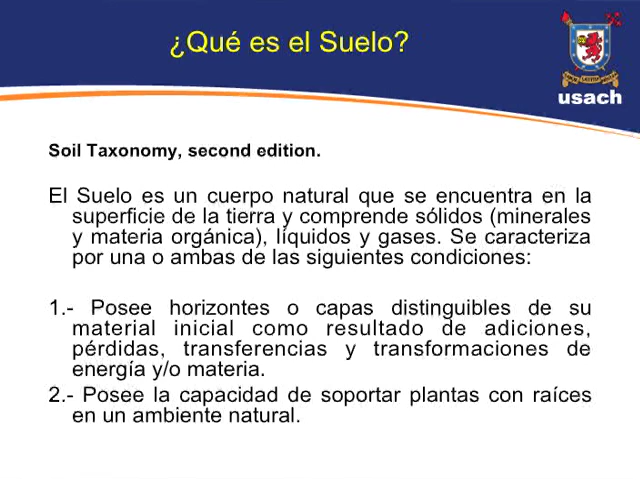 ¿Qué es el Suelo?
usach
Soil Taxonomy, second edition.
El Suelo es un cuerpo natural que se encuentra en la
superficie de la tierra y comprende sólidos (minerales
y materia orgánica), líquidos y gases. Se caracteriza
por una o ambas de las siguientes condiciones:
1.- Posee horizontes o capas distinguibles de su
material inicial como resultado de adiciones,
pérdidas, transferencias y transformaciones de
energía y/o materia.
2.- Posee la capacidad de soportar plantas con raíces
en un ambiente natural.